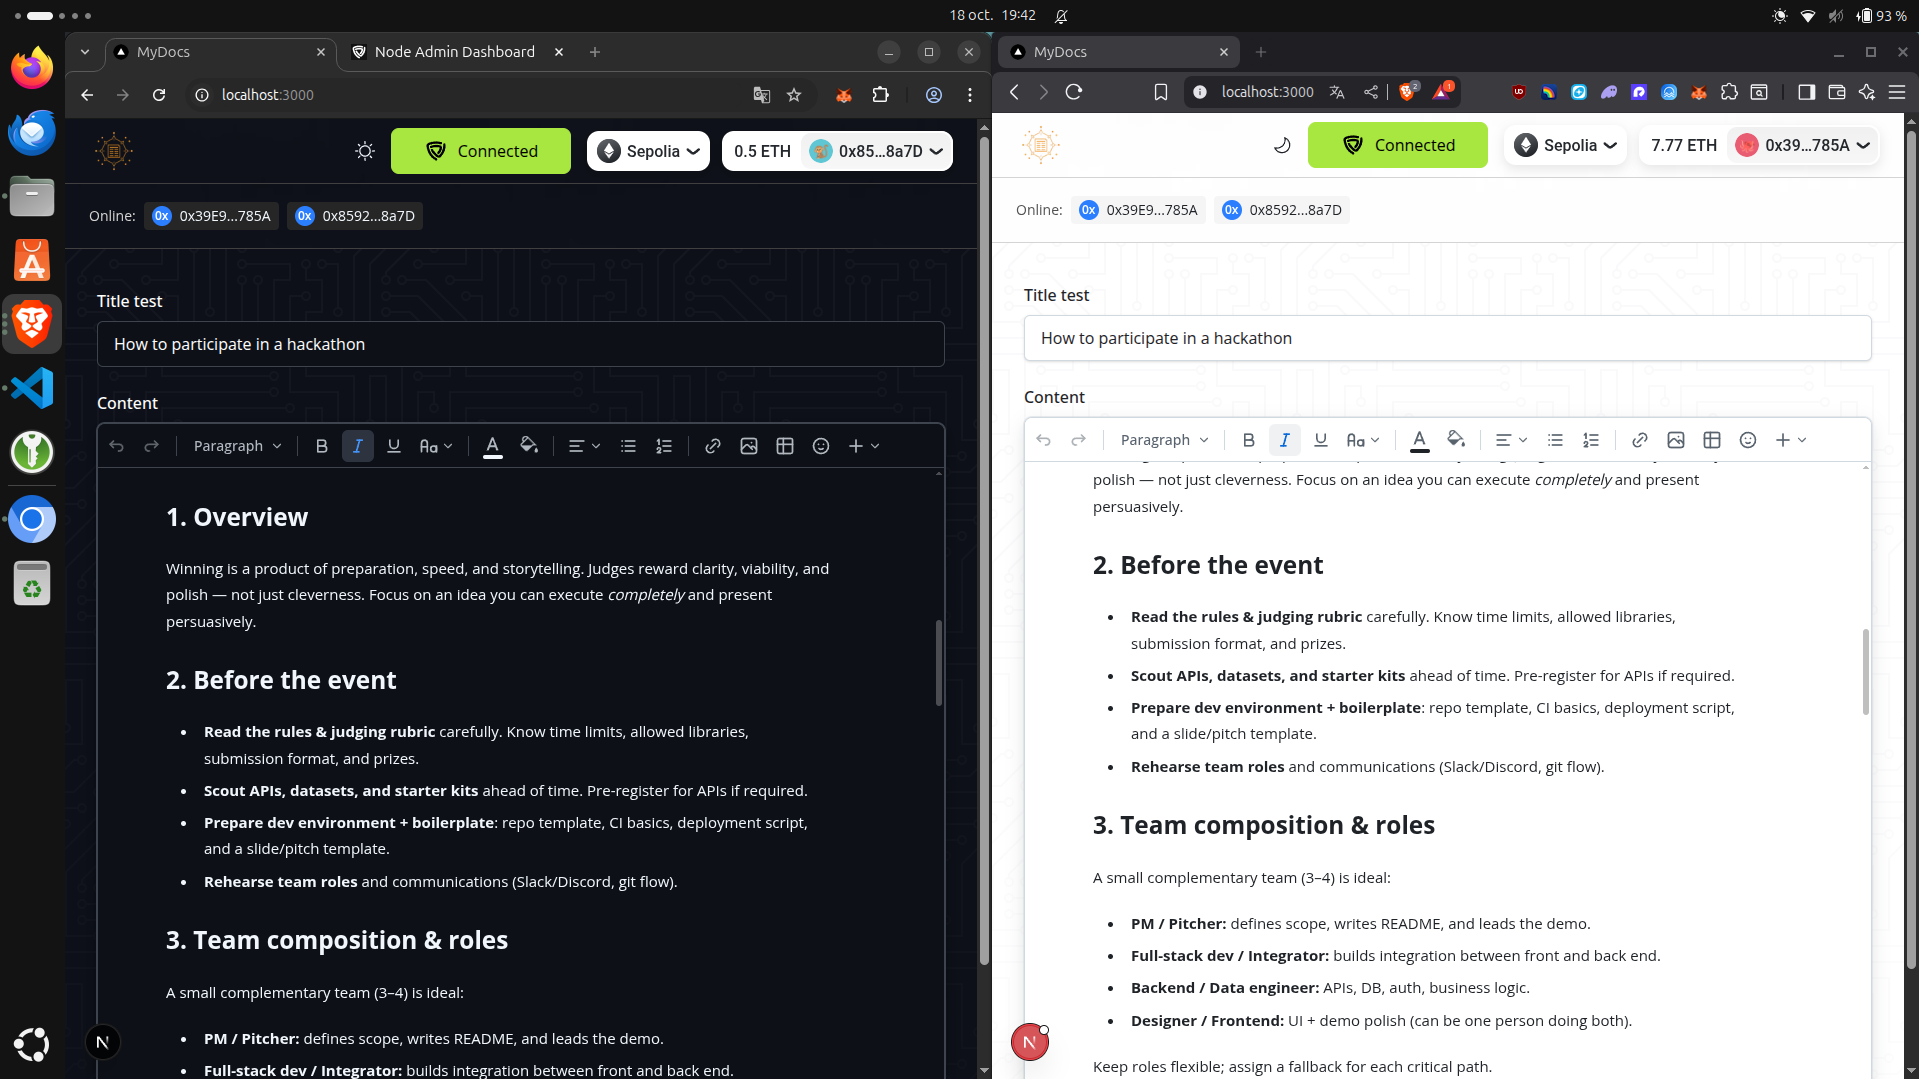 18 oct. 19:42
93 %
MyDocs
Node Admin Dashboard
localhost:3000
Connected
Sepolia
0.5 ETH
0x85...8a7D
Online:
0x 0x39E9...785A
0x 0x8592...8a7D
Title test
How to participate in a hackathon
Content
Paragraph
B I U Aa A
1. Overview
Winning is a product of preparation, speed, and storytelling. Judges reward clarity, viability, and
polish — not just cleverness. Focus on an idea you can execute completely and present
persuasively.
2. Before the event
Read the rules & judging rubric carefully. Know time limits, allowed libraries,
submission format, and prizes.
Scout APIs, datasets, and starter kits ahead of time. Pre-register for APIs if required.
Prepare dev environment + boilerplate: repo template, CI basics, deployment script,
and a slide/pitch template.
Rehearse team roles and communications (Slack/Discord, git flow).
3. Team composition & roles
A small complementary team (3–4) is ideal:
PM / Pitcher: defines scope, writes README, and leads the demo.
Full-stack dev / Integrator: builds integration between front and back end.
N
MyDocs
localhost:3000
2
1
Connected
Sepolia
7.77 ETH
0x39...785A
Online:
0x 0x39E9...785A
0x 0x8592...8a7D
Title test
How to participate in a hackathon
Content
Paragraph
B I U Aa A
polish — not just cleverness. Focus on an idea you can execute completely and present
persuasively.
2. Before the event
Read the rules & judging rubric carefully. Know time limits, allowed libraries,
submission format, and prizes.
Scout APIs, datasets, and starter kits ahead of time. Pre-register for APIs if required.
Prepare dev environment + boilerplate: repo template, CI basics, deployment script,
and a slide/pitch template.
Rehearse team roles and communications (Slack/Discord, git flow).
3. Team composition & roles
A small complementary team (3–4) is ideal:
PM / Pitcher: defines scope, writes README, and leads the demo.
Full-stack dev / Integrator: builds integration between front and back end.
Backend / Data engineer: APIs, DB, auth, business logic.
Designer / Frontend: UI + demo polish (can be one person doing both).
Keep roles flexible; assign a fallback for each critical path.
N